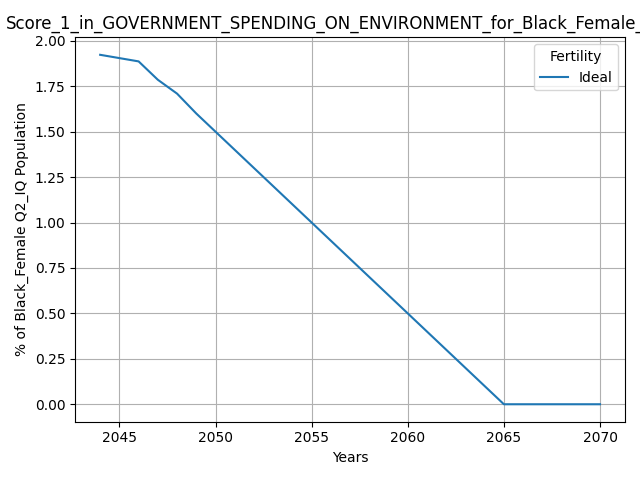 Score_1_in_GOVERNMENT_SPENDING_ON_ENVIRONMENT_for_Black_Female_
Fertility
Ideal
% of Black_Female Q2_IQ Population
2.00
1.75
1.50
1.25
1.00
0.75
0.50
0.25
0.00
2045 2050 2055 2060 2065 2070
Years